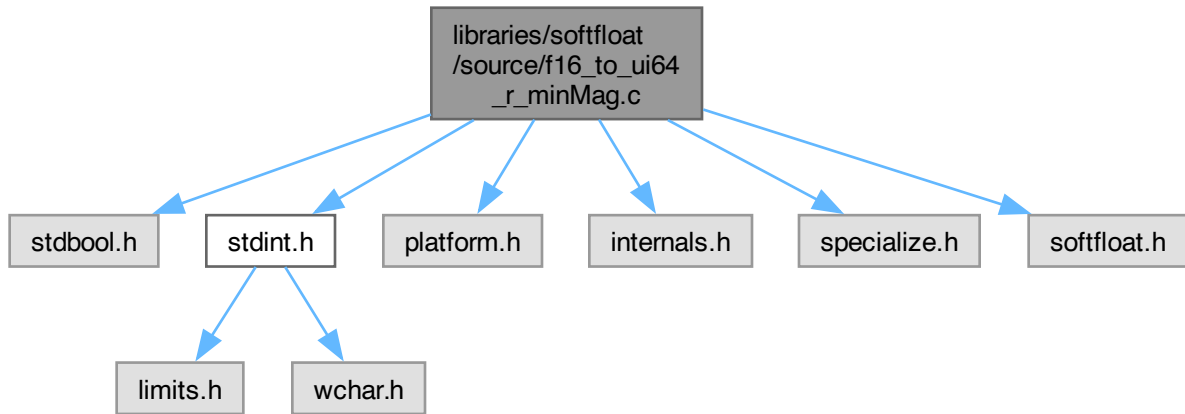 libraries/softfloat
/source/f16_to_ui64
_r_minMag.c
stdbool.h
stdint.h
platform.h
internals.h
specialize.h
softfloat.h
limits.h
wchar.h